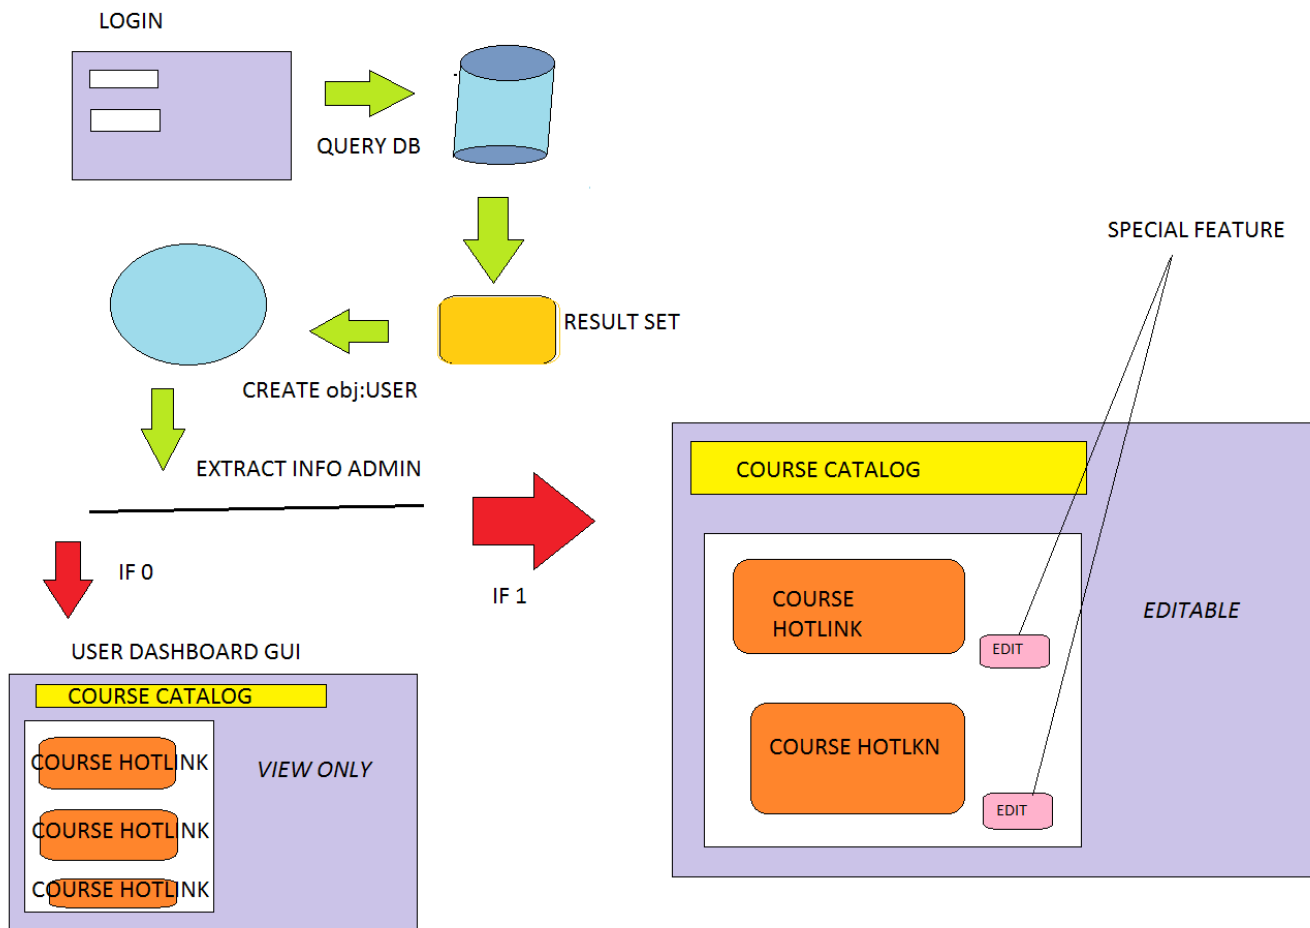 LOGIN
QUERY DB
SPECIAL FEATURE
RESULT SET
CREATE obj:USER
EXTRACT INFO ADMIN
IF 0
IF 1
USER DASHBOARD GUI
COURSE CATALOG
COURSE HOTLINK
COURSE HOTLINK
COURSE HOTLINK
VIEW ONLY
COURSE CATALOG
COURSE
HOTLINK
EDIT
COURSE HOTLKN
EDIT
EDITABLE